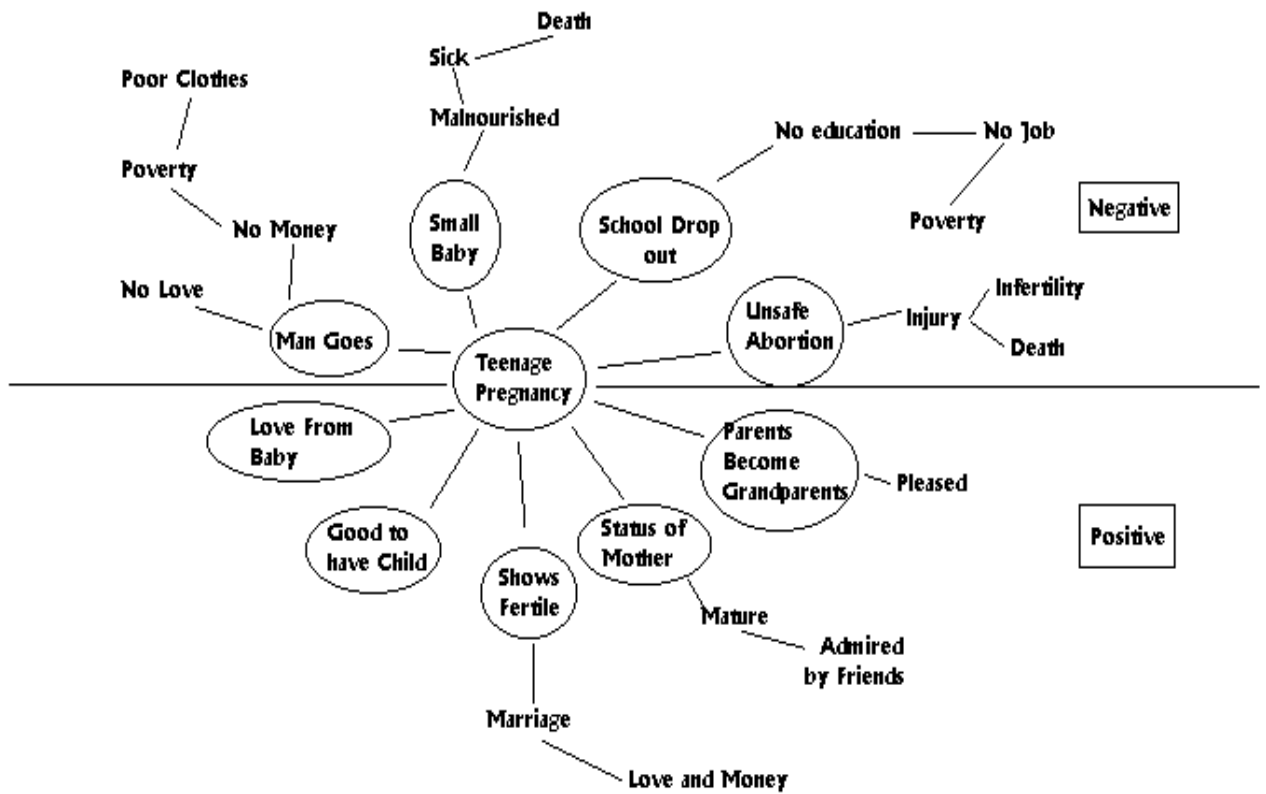 Death
Sick
Poor Clothes
Malnourished
No education
No Job
Poverty
Negative
Small
Baby
School Drop
out
Poverty
No Money
No Love
Man Goes
Unsafe
Abortion
Injury
Infertility
Death
Teenage
Pregnancy
Love From
Baby
Parents
Become
Grandparents
Pleased
Good to
have Child
Status of
Mother
Positive
Shows
Fertile
Mature
Admired
by Friends
Marriage
Love and Money